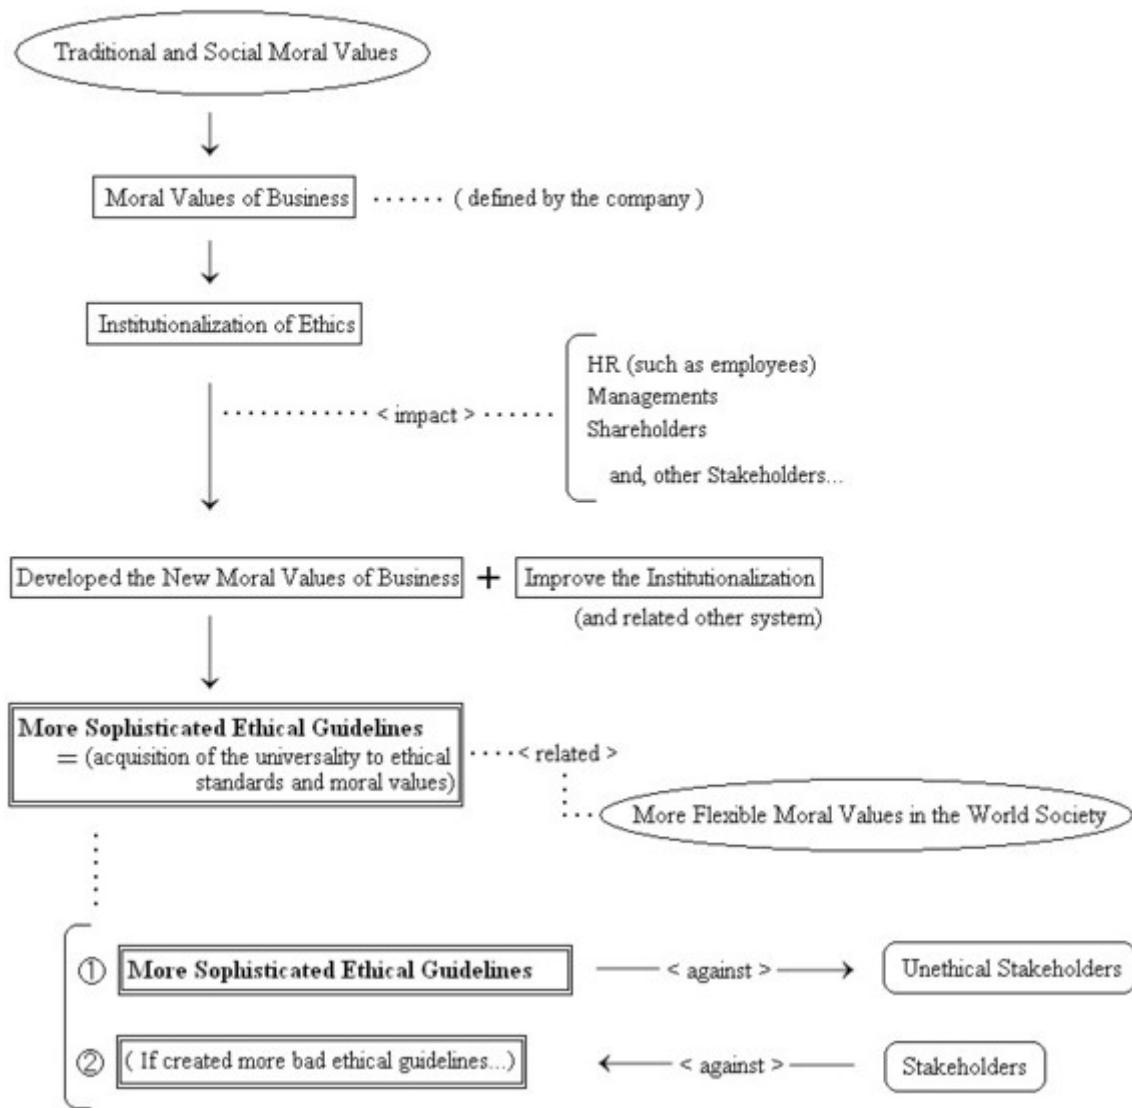 Traditional and Social Moral Values
Moral Values of Business
( defined by the company )
Institutionalization of Ethics
HR (such as employees)
Managements
< impact >
Shareholders
and, other Stakeholders...
Developed the New Moral Values of Business
+
Improve the Institutionalization
(and related other system)
More Sophisticated Ethical Guidelines
= (acquisition of the universality to ethical
standards and moral values)
< related >
More Flexible Moral Values in the World Society
① More Sophisticated Ethical Guidelines
< against >
Unethical Stakeholders
② ( If created more bad ethical guidelines...)
< against >
Stakeholders